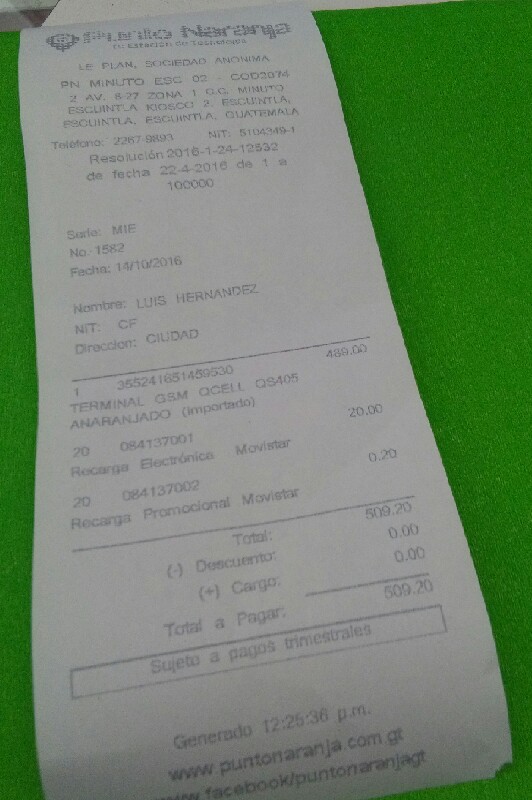 Punto Naranja
Tu Estación de Tecnología
LE PLAM, SOCIEDAD ANONIMA
PN MINUTO ESC 02 - COD2074
2 AV. 6-27 ZONA 1 C.C. MINUTO
ESCUINTLA KIOSCO 2, ESCUINTLA,
ESCUINTLA, ESCUINTLA, GUATEMALA
Teléfono: 2267-9893 NIT: 5104349-1
Resolución 2016-1-24-12532
de fecha 22-4-2016 de 1 a
100000
Serie: MIE
No. 1582
Fecha: 14/10/2016
Nombre: LUIS HERNANDEZ
NIT: CF
Direccion: CIUDAD
1 355241651459530 489.00
TERMINAL GSM QCELL QS405
ANARANJADO (Importado)
20 084137001 20.00
Recarga Electrónica Movistar
20 084137002 0.20
Recarga Promocional Movistar
Total: 509.20
(-) Descuento: 0.00
(+) Cargo: 0.00
Total a Pagar: 509.20
Sujeto a pagos trimestrales
Generado 12:25:36 p.m.
www.puntonaranja.com.gt
www.facebook/puntonaranjagt